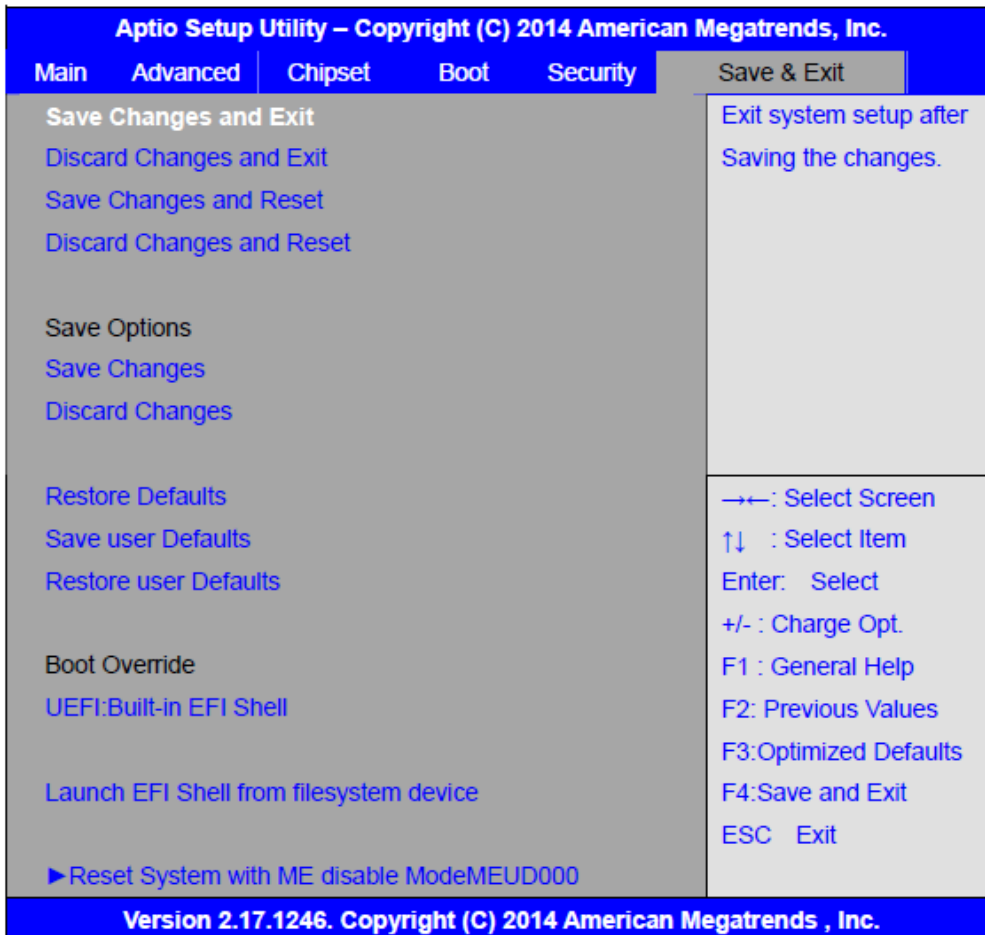 Aptio Setup Utility – Copyright (C) 2014 American Megatrends, Inc.
Main Advanced Chipset Boot Security Save & Exit
Save Changes and Exit
Discard Changes and Exit
Save Changes and Reset
Discard Changes and Reset
Save Options
Save Changes
Discard Changes
Restore Defaults
Save user Defaults
Restore user Defaults
Boot Override
UEFI:Built-in EFI Shell
Launch EFI Shell from filesystem device
►Reset System with ME disable ModeMEUD000
Exit system setup after
Saving the changes.
→←: Select Screen
↑↓ : Select Item
Enter: Select
+/- : Charge Opt.
F1 : General Help
F2: Previous Values
F3:Optimized Defaults
F4:Save and Exit
ESC Exit
Version 2.17.1246. Copyright (C) 2014 American Megatrends , Inc.